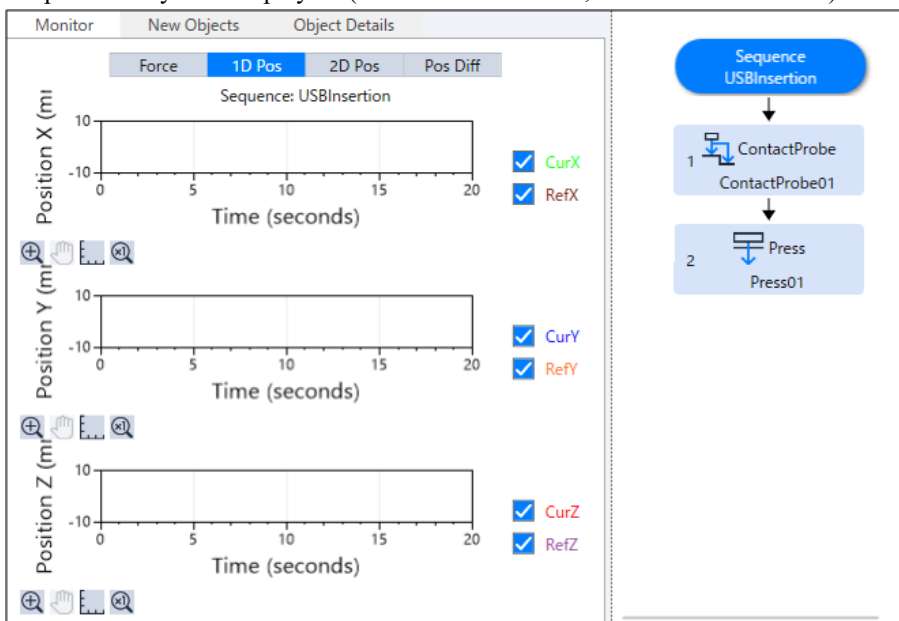 Monitor New Objects Object Details
Force 1D Pos 2D Pos Pos Diff
Sequence: USBInsertion
Position X (m
10
-10
0 5 10 15 20
Time (seconds)
CurX
RefX
Position Y (m
10
-10
0 5 10 15 20
Time (seconds)
CurY
RefY
Position Z (m
10
-10
0 5 10 15 20
Time (seconds)
CurZ
RefZ
Sequence
USBInsertion
1 ContactProbe
ContactProbe01
2 Press
Press01